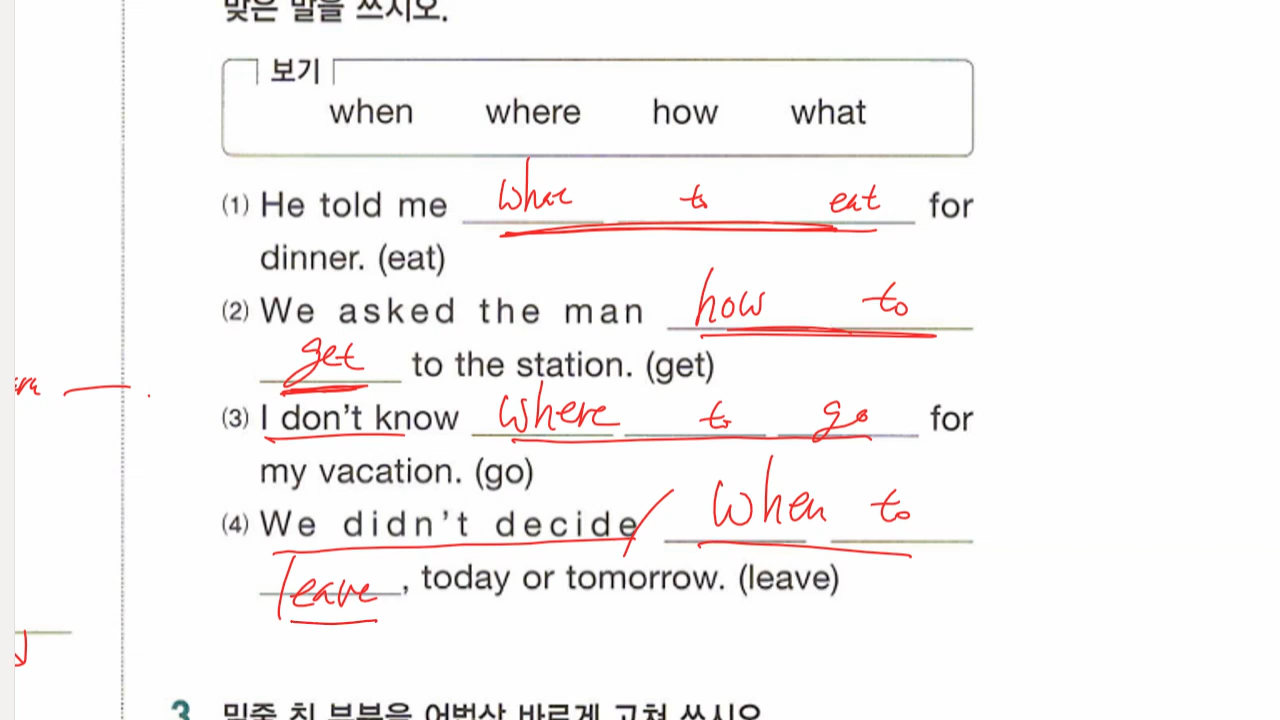 맞은 말을 쓰시오.
보기
when where how what
(1) He told me what to eat for
dinner. (eat)
(2) We asked the man how to
get to the station. (get)
(3) I don't know where to go for
my vacation. (go)
(4) We didn't decide when to
leave, today or tomorrow. (leave)
3 밑줄 친 부분을 어법상 바르게 고쳐 쓰시오